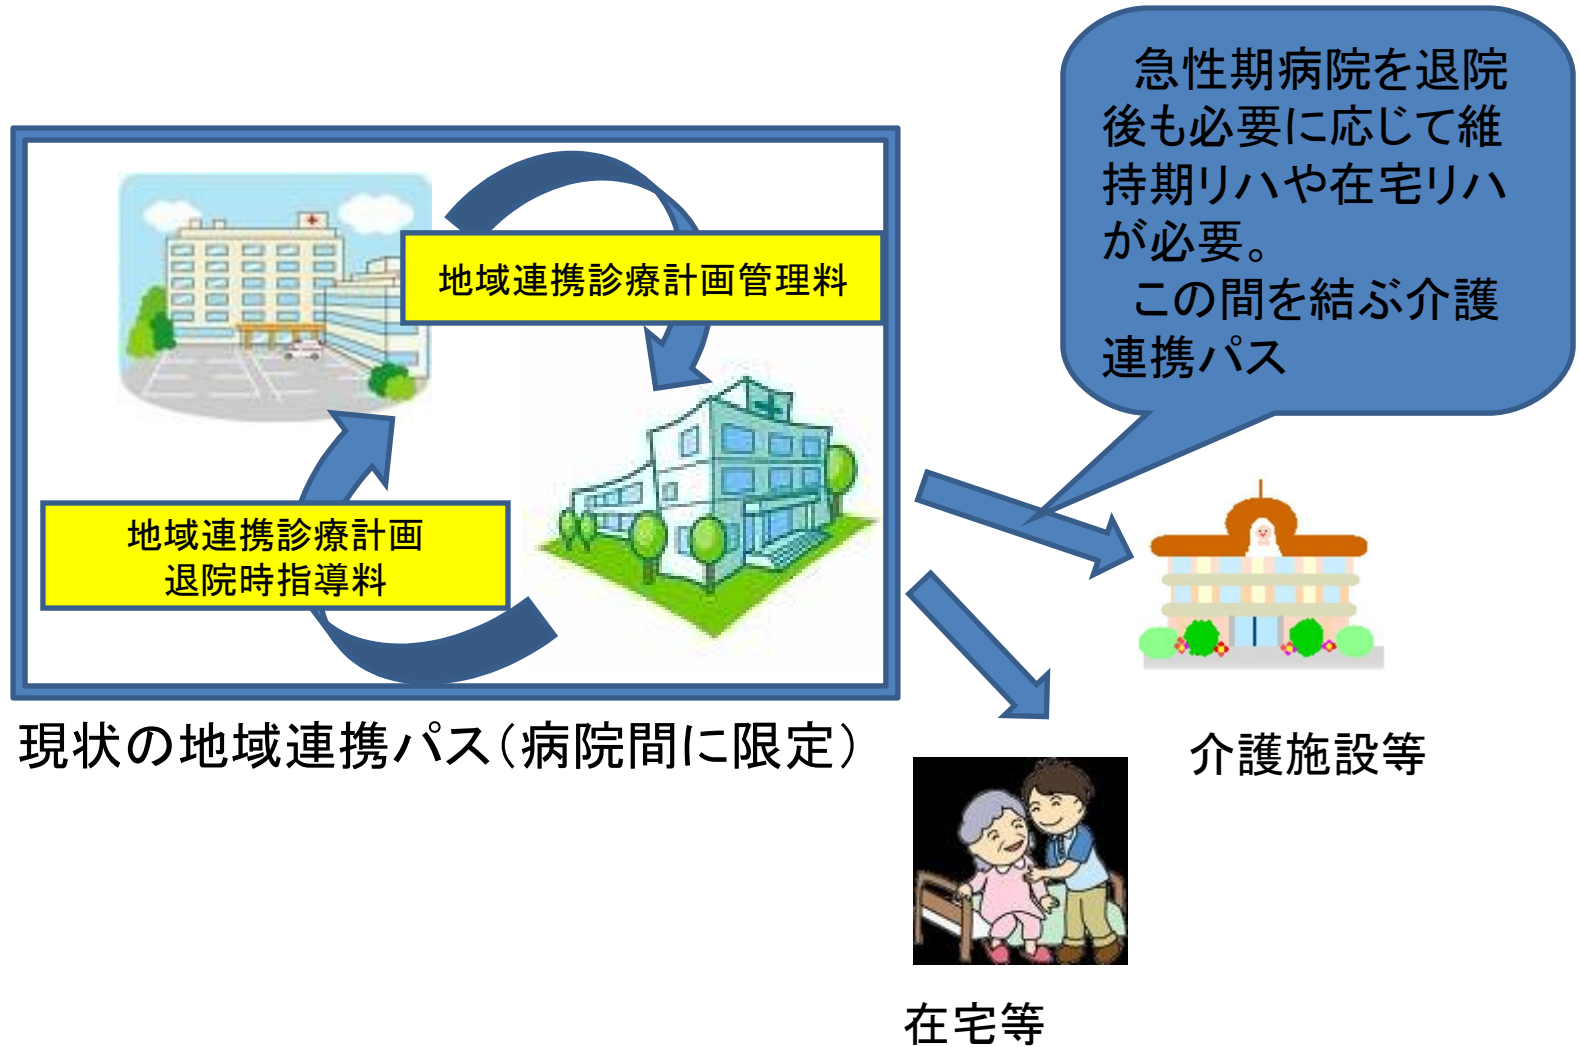 急性期病院を退院
後も必要に応じて維
持期リハや在宅リハ
が必要。
この間を結ぶ介護
連携パス
地域連携診療計画管理料
地域連携診療計画
退院時指導料
現状の地域連携パス（病院間に限定）
介護施設等
在宅等